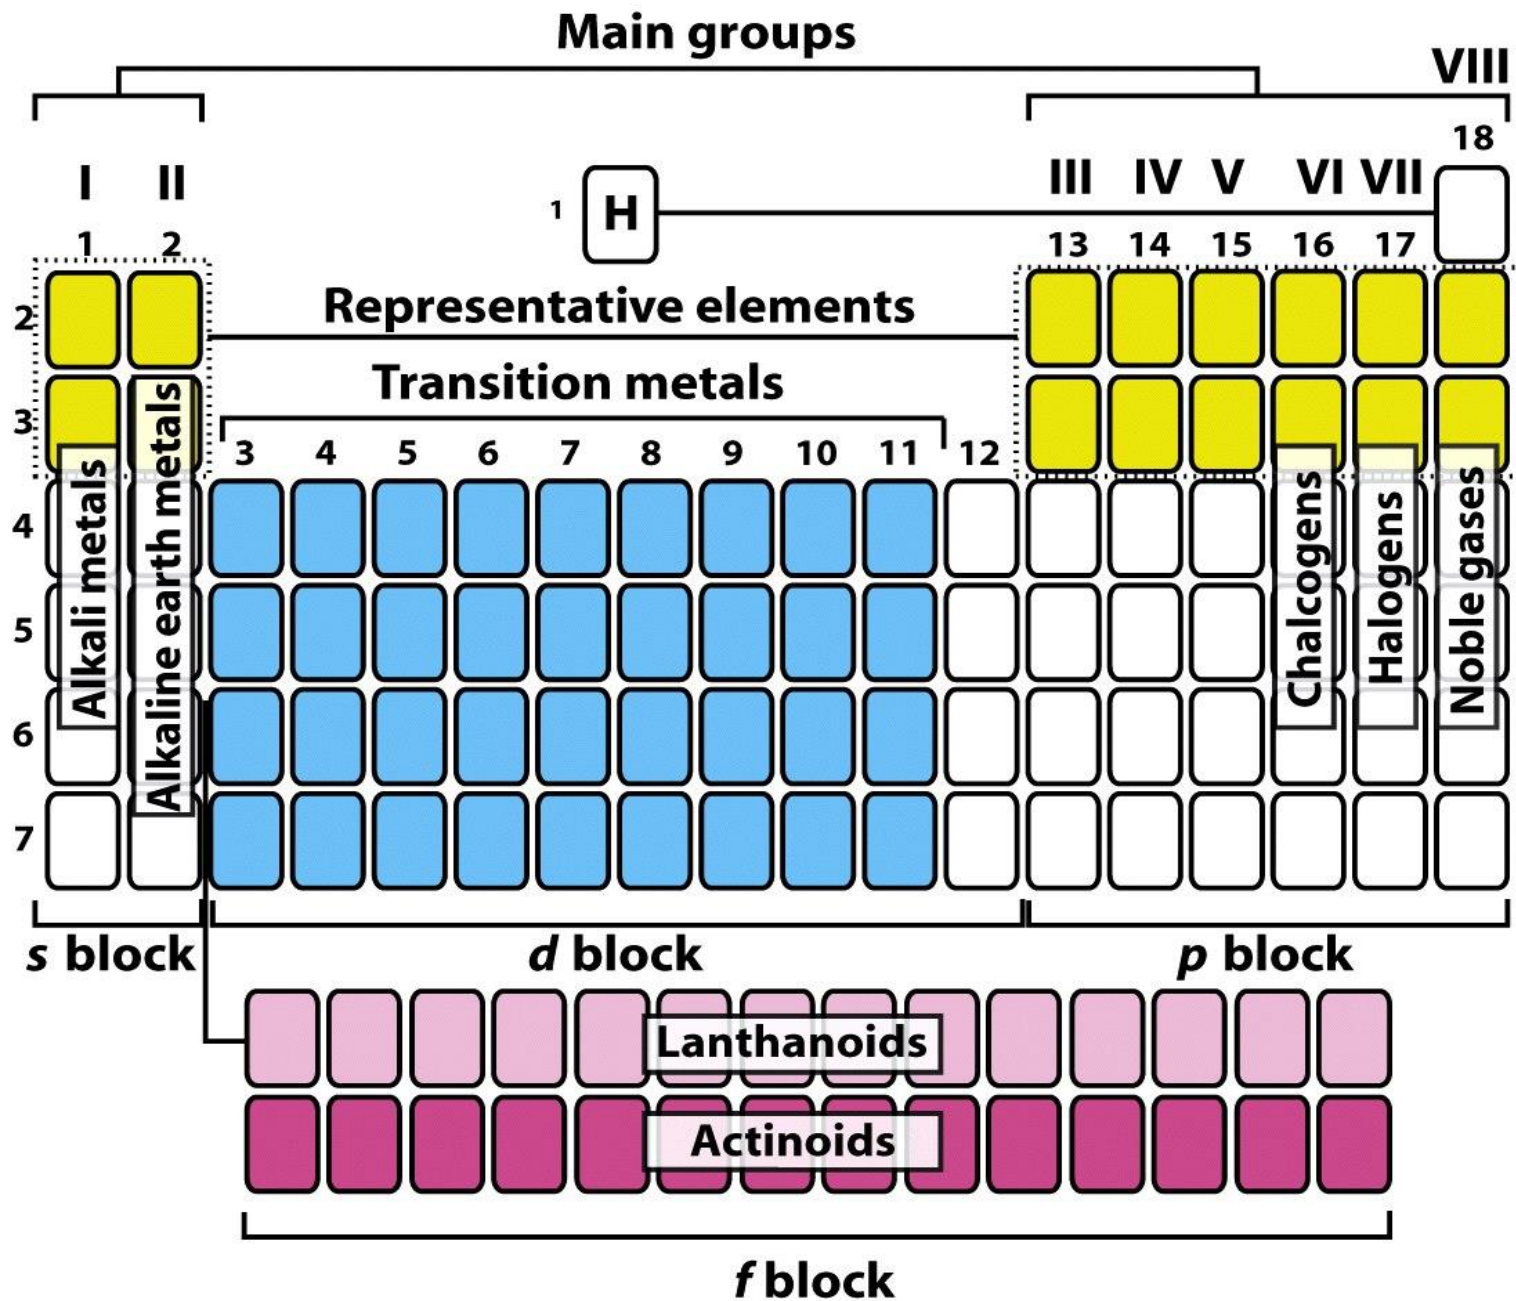 Main groups
VIII
18
I II
III IV V VI VII
1 H
1 2
13 14 15 16 17
2
Representative elements
Transition metals
3
3 4 5 6 7 8 9 10 11 12
4
5
6
7
Alkali metals
Alkaline earth metals
Chalcogens
Halogens
Noble gases
s block d block p block
Lanthanoids
Actinoids
f block